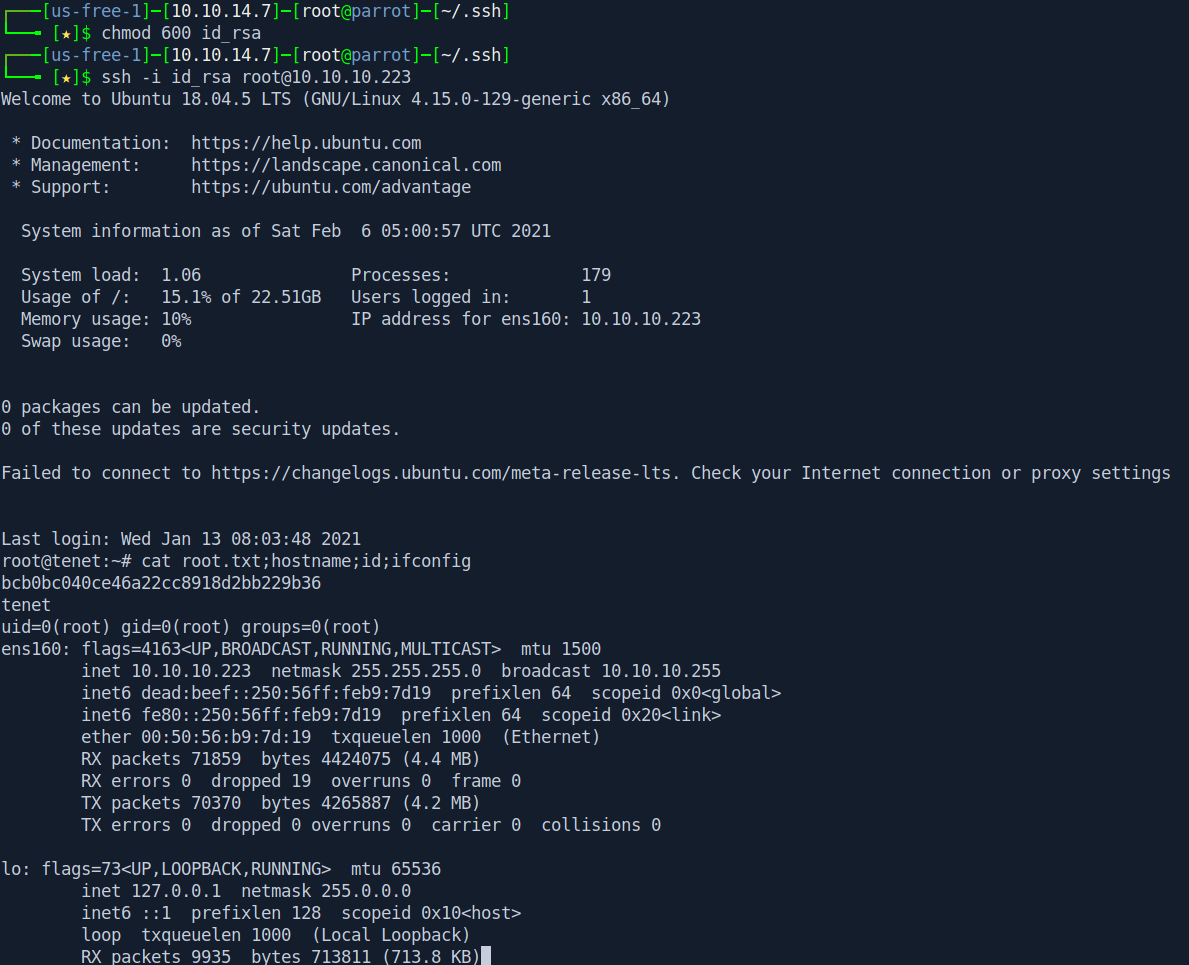 ┌──[us-free-1]─[10.10.14.7]─[root@parrot]─[~/.ssh]
└──╼ [★]$ chmod 600 id_rsa
┌──[us-free-1]─[10.10.14.7]─[root@parrot]─[~/.ssh]
└──╼ [★]$ ssh -i id_rsa root@10.10.10.223
Welcome to Ubuntu 18.04.5 LTS (GNU/Linux 4.15.0-129-generic x86_64)

 * Documentation:  https://help.ubuntu.com
 * Management:     https://landscape.canonical.com
 * Support:        https://ubuntu.com/advantage

  System information as of Sat Feb  6 05:00:57 UTC 2021

  System load:  1.06               Processes:             179
  Usage of /:   15.1% of 22.51GB   Users logged in:       1
  Memory usage: 10%                IP address for ens160: 10.10.10.223
  Swap usage:   0%


0 packages can be updated.
0 of these updates are security updates.

Failed to connect to https://changelogs.ubuntu.com/meta-release-lts. Check your Internet connection or proxy settings


Last login: Wed Jan 13 08:03:48 2021
root@tenet:~# cat root.txt;hostname;id;ifconfig
bcb0bc040ce46a22cc8918d2bb229b36
tenet
uid=0(root) gid=0(root) groups=0(root)
ens160: flags=4163<UP,BROADCAST,RUNNING,MULTICAST>  mtu 1500
        inet 10.10.10.223  netmask 255.255.255.0  broadcast 10.10.10.255
        inet6 dead:beef::250:56ff:feb9:7d19  prefixlen 64  scopeid 0x0<global>
        inet6 fe80::250:56ff:feb9:7d19  prefixlen 64  scopeid 0x20<link>
        ether 00:50:56:b9:7d:19  txqueuelen 1000  (Ethernet)
        RX packets 71859  bytes 4424075 (4.4 MB)
        RX errors 0  dropped 19  overruns 0  frame 0
        TX packets 70370  bytes 4265887 (4.2 MB)
        TX errors 0  dropped 0 overruns 0  carrier 0  collisions 0

lo: flags=73<UP,LOOPBACK,RUNNING>  mtu 65536
        inet 127.0.0.1  netmask 255.0.0.0
        inet6 ::1  prefixlen 128  scopeid 0x10<host>
        loop  txqueuelen 1000  (Local Loopback)
        RX packets 9935  bytes 713811 (713.8 KB)